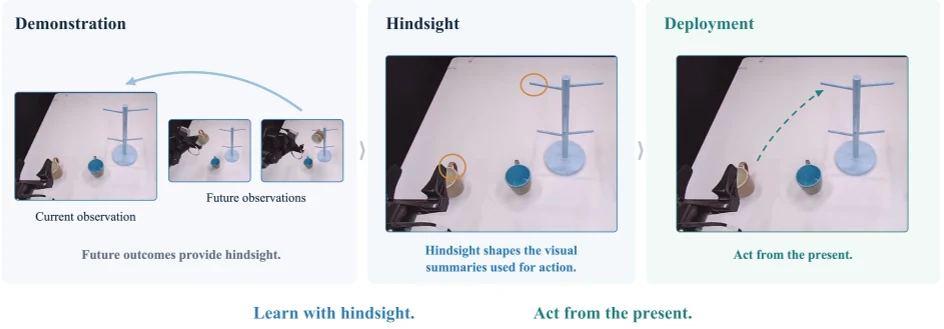 Demonstration
Current observation
Future observations
Future outcomes provide hindsight.
Hindsight
Hindsight shapes the visual
summaries used for action.
Deployment
Act from the present.
Learn with hindsight.
Act from the present.